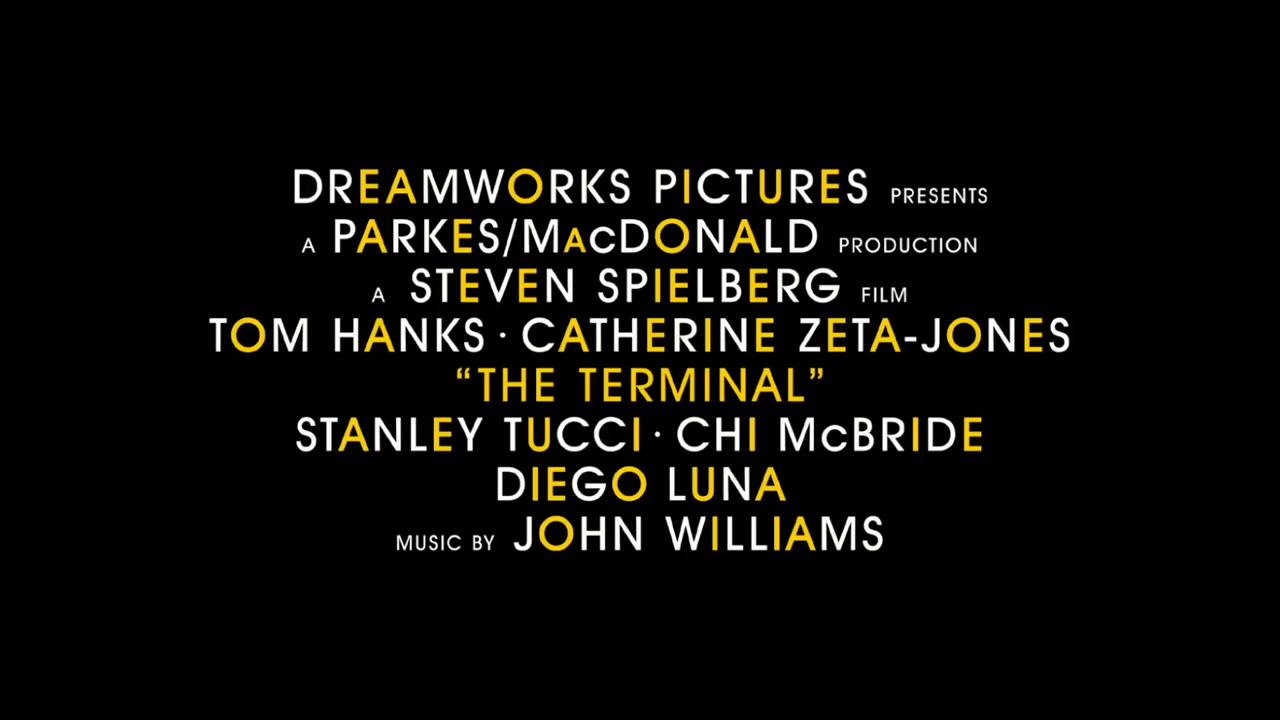 DREAMWORKS PICTURES PRESENTS
A PARKES/MacDONALD PRODUCTION
A STEVEN SPIELBERG FILM
TOM HANKS · CATHERINE ZETA-JONES
“THE TERMINAL”
STANLEY TUCCI · CHI McBRIDE
DIEGO LUNA
MUSIC BY JOHN WILLIAMS